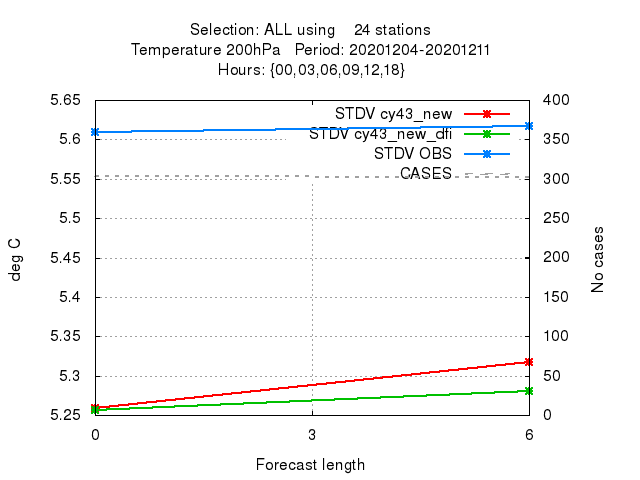 Selection: ALL using 24 stations
Temperature 200hPa Period: 20201204-20201211
Hours: {00,03,06,09,12,18}
5.65
5.6
5.55
5.5
5.45
5.4
5.35
5.3
5.25
400
350
300
250
200
150
100
50
0
STDV cy43_new
STDV cy43_new_dfi
STDV OBS
CASES
deg C
No cases
0 3 6
Forecast length